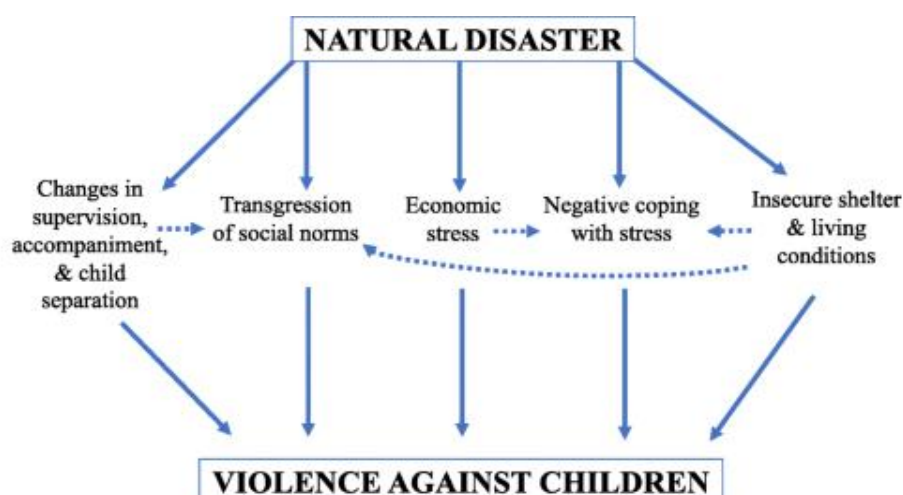 NATURAL DISASTER
Changes in
supervision,
accompaniment,
& child
separation
Transgression
of social norms
Economic
stress
Negative coping
with stress
Insecure shelter
& living
conditions
VIOLENCE AGAINST CHILDREN